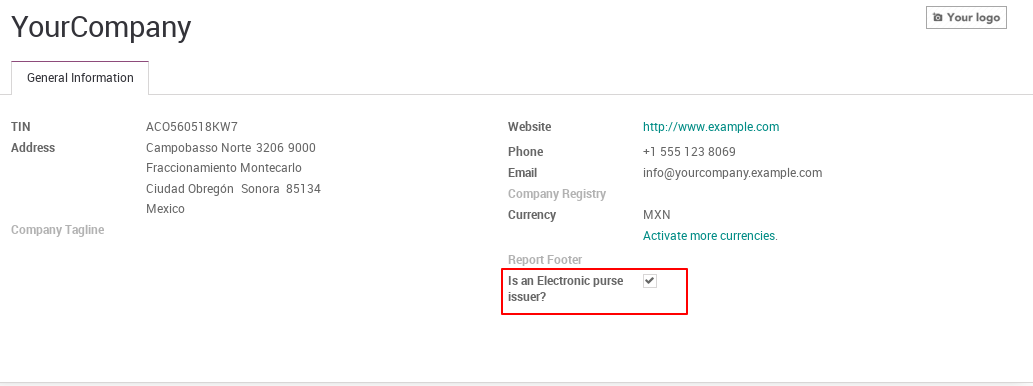 YourCompany
Your logo
General Information
TIN ACO560518KW7
Address Campobasso Norte 3206 9000
Fraccionamiento Montecarlo
Ciudad Obregón Sonora 85134
Mexico
Company Tagline
Website http://www.example.com
Phone +1 555 123 8069
Email info@yourcompany.example.com
Company Registry
Currency MXN
Activate more currencies.
Report Footer
Is an Electronic purse
issuer?